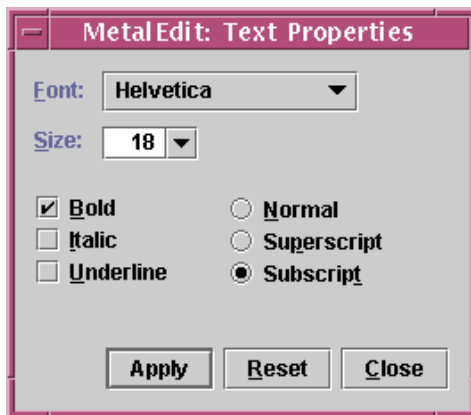 MetalEdit: Text Properties
Font: Helvetica
Size: 18
Bold Normal
Italic Superscript
Underline Subscript
Apply Reset Close